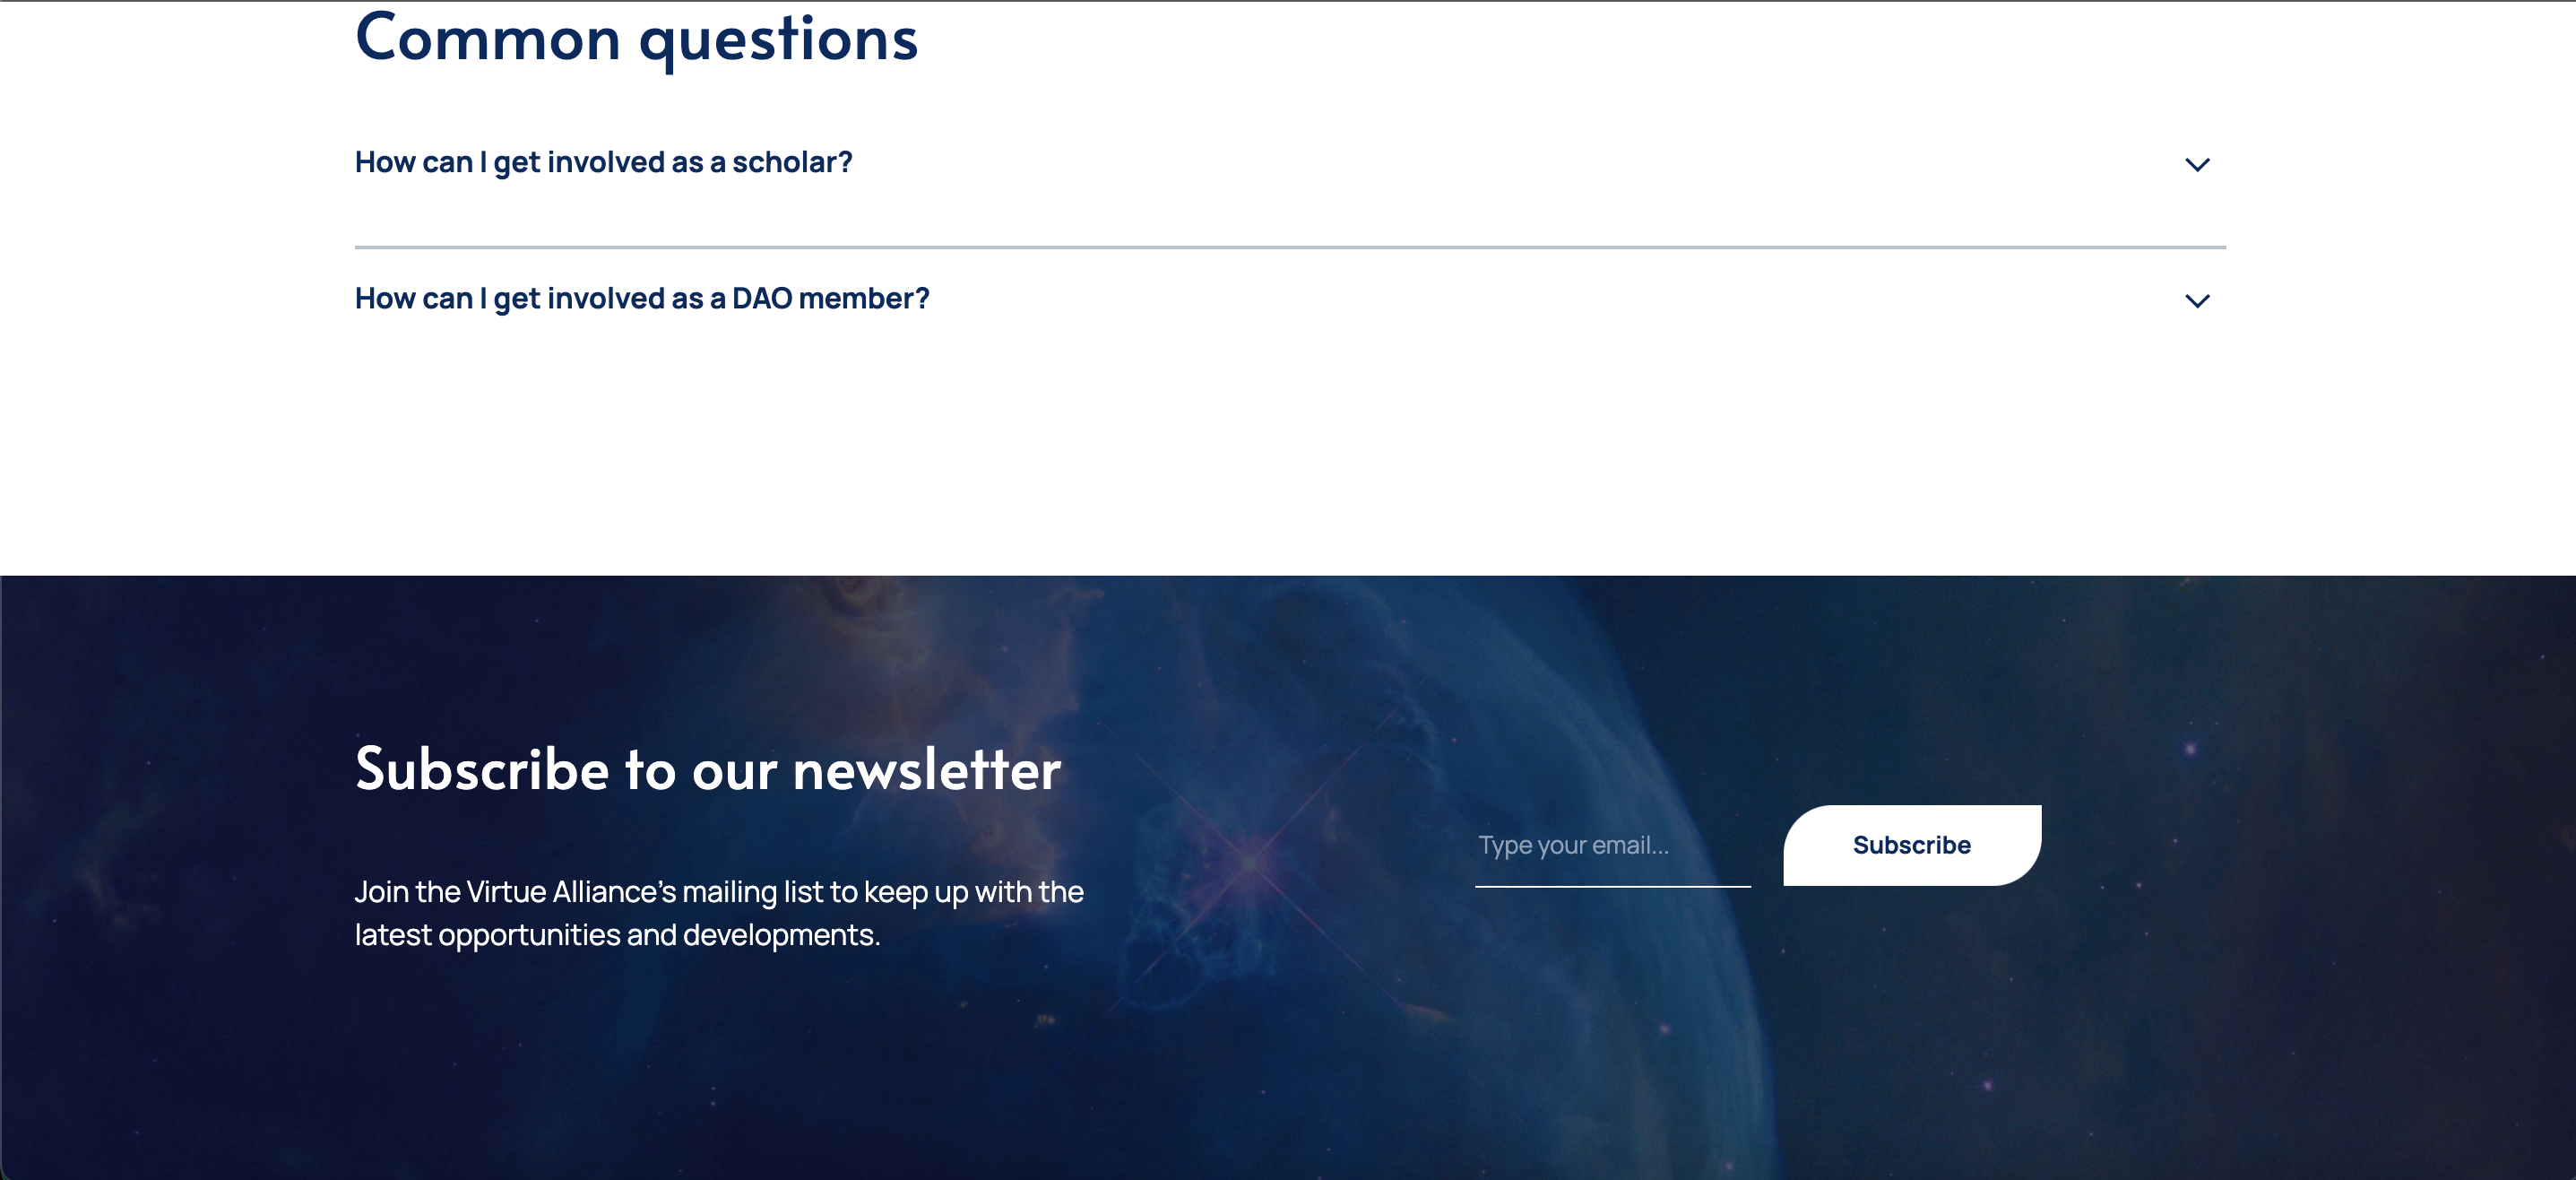 Common questions
How can I get involved as a scholar?
How can I get involved as a DAO member?
Subscribe to our newsletter
Join the Virtue Alliance’s mailing list to keep up with the
latest opportunities and developments.
Type your email...
Subscribe